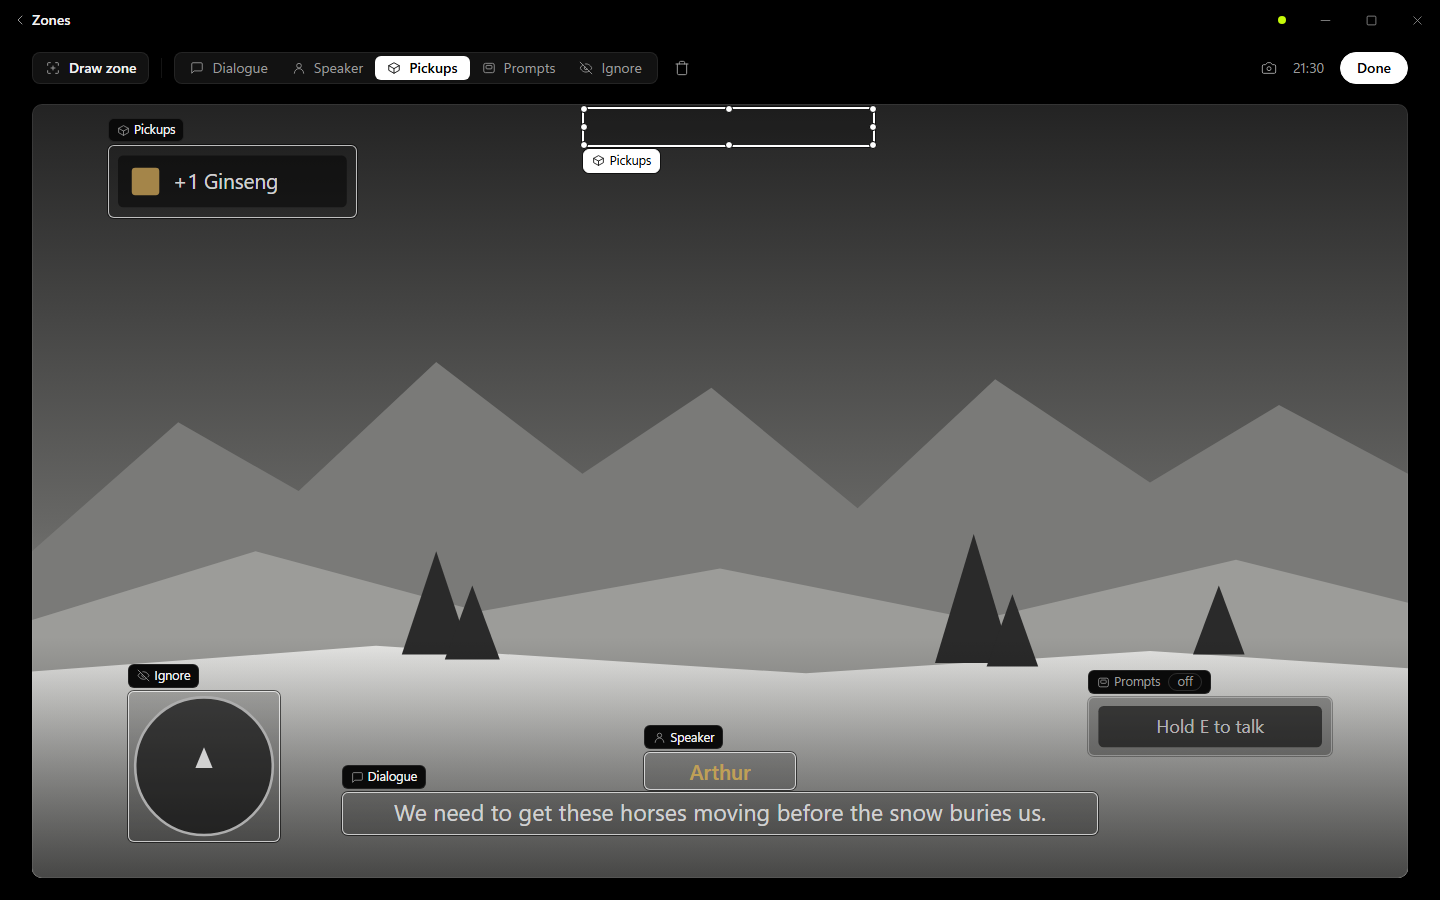 Zones
Draw zone
Dialogue
Speaker
Pickups
Prompts
Ignore
21:30
Done
Pickups
+1 Ginseng
Pickups
Ignore
Prompts off
Hold E to talk
Speaker
Arthur
Dialogue
We need to get these horses moving before the snow buries us.